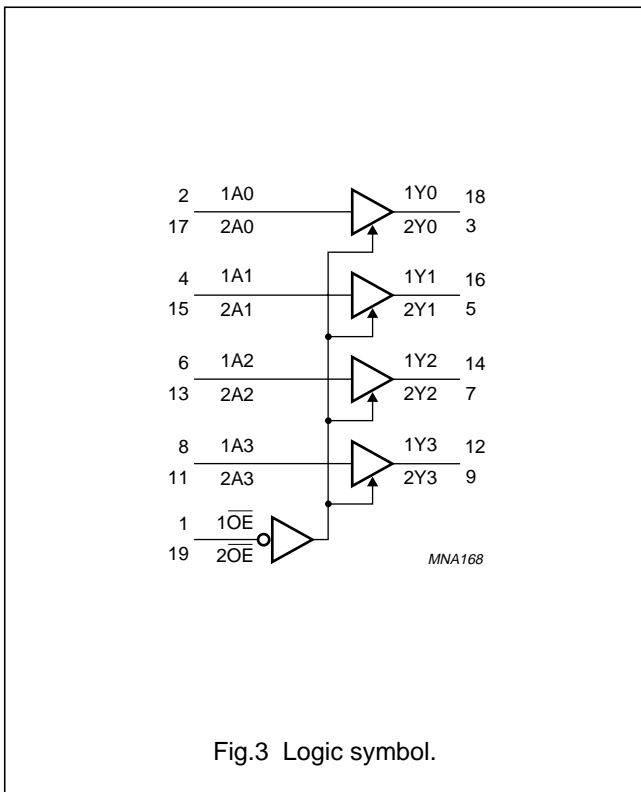 2 1A0 1Y0 18
17 2A0 2Y0 3
4 1A1 1Y1 16
15 2A1 2Y1 5
6 1A2 1Y2 14
13 2A2 2Y2 7
8 1A3 1Y3 12
11 2A3 2Y3 9
1 1O̅E̅
19 2O̅E̅
MNA168
Fig.3 Logic symbol.